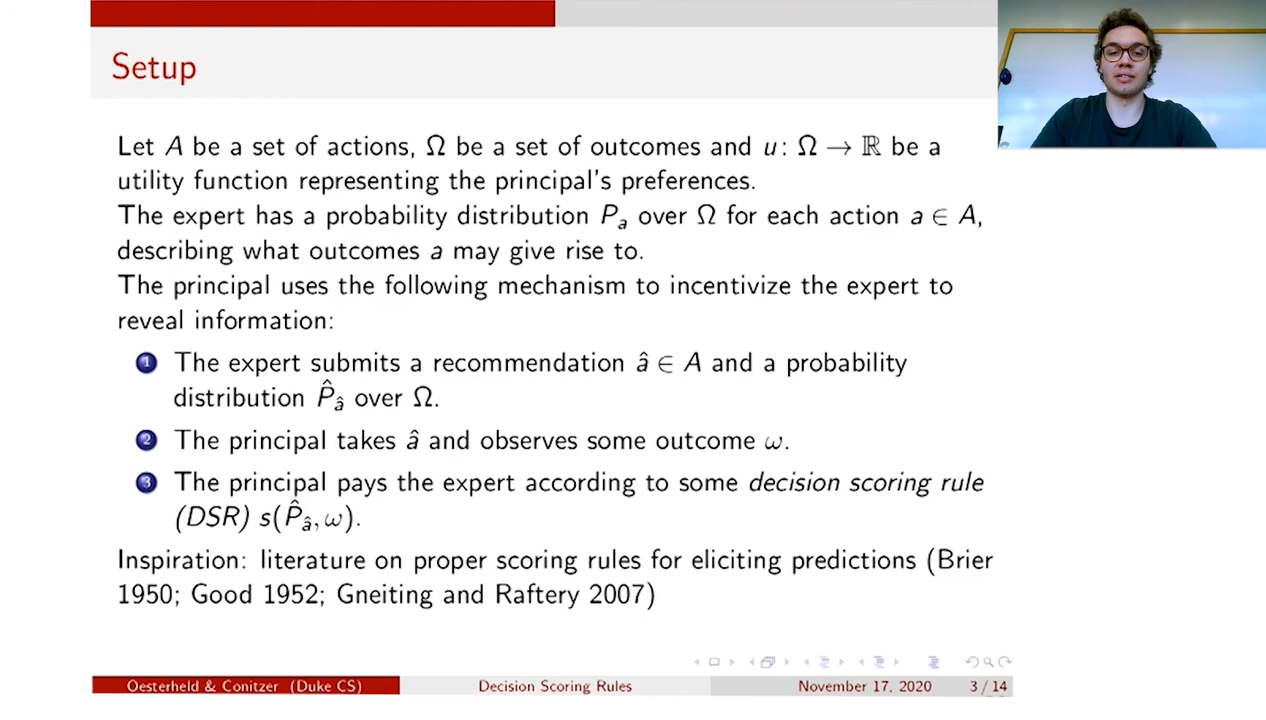 Setup
Let A be a set of actions, Ω be a set of outcomes and u: Ω → ℝ be a
utility function representing the principal's preferences.
The expert has a probability distribution Pₐ over Ω for each action a ∈ A,
describing what outcomes a may give rise to.
The principal uses the following mechanism to incentivize the expert to
reveal information:
1 The expert submits a recommendation â ∈ A and a probability
distribution P̂_â over Ω.
2 The principal takes â and observes some outcome ω.
3 The principal pays the expert according to some decision scoring rule
(DSR) s(P̂_â, ω).
Inspiration: literature on proper scoring rules for eliciting predictions (Brier
1950; Good 1952; Gneiting and Raftery 2007)
Oesterheld & Conitzer (Duke CS)
Decision Scoring Rules
November 17, 2020
3 / 14